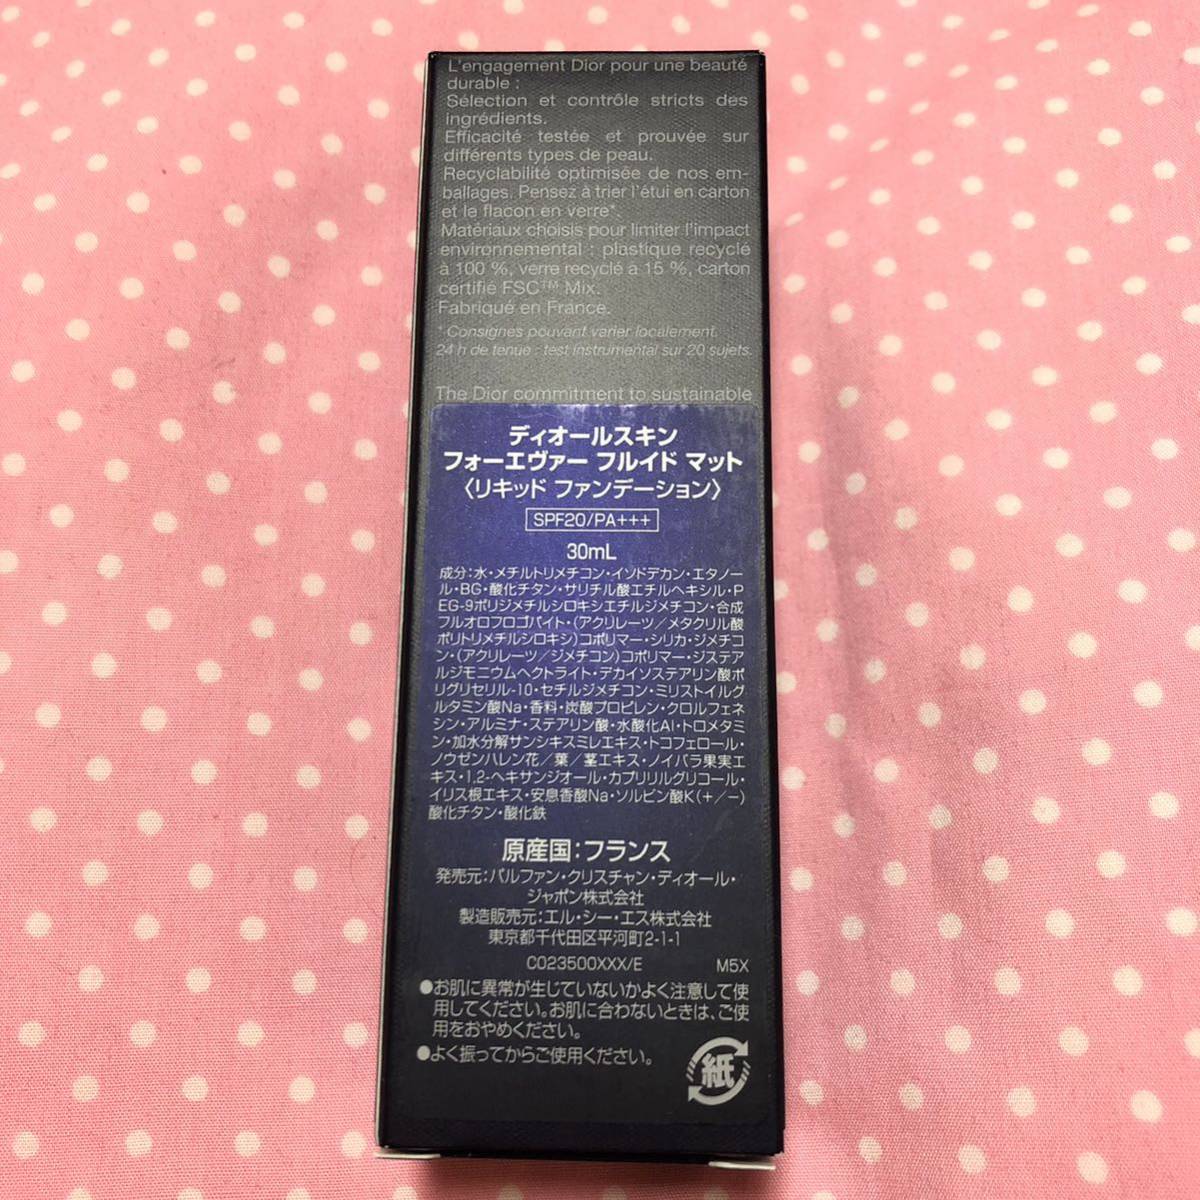 L'engagement Dior pour une beauté
durable :
Sélection et contrôle stricts des
ingrédients.
Efficacité testée et prouvée sur
différents types de peau.
Recyclabilité optimisée de nos em-
ballages. Pensez à trier l'étui en carton
et le flacon en verre*.
Matériaux choisis pour limiter l'impact
environnemental : plastique recyclé
à 100 %, verre recyclé à 15 %, carton
certifié FSC™ Mix.
Fabriqué en France.
* Consignes pouvant varier localement.
24 h de tenue : test instrumental sur 20 sujets.
The Dior commitment to sustainable
ディオールスキン
フォーエヴァー フルイド マット
〈リキッド ファンデーション〉
SPF20/PA+++
30mL
成分:水・メチルトリメチコン・イソドデカン・エタノー
ル・BG・酸化チタン・サリチル酸エチルヘキシル・P
EG-9ポリジメチルシロキシエチルジメチコン・合成
フルオロフロゴパイト・(アクリレーツ/メタクリル酸
ポリトリメチルシロキシ)コポリマー・シリカ・ジメチコ
ン・(アクリレーツ/ジメチコン)コポリマー・ジステア
ルジモニウムヘクトライト・デカイソステアリン酸ポ
リグリセリル-10・セチルジメチコン・ミリストイルグ
ルタミン酸Na・香料・炭酸プロピレン・クロルフェネ
シン・アルミナ・ステアリン酸・水酸化Al・トロメタミ
ン・加水分解サンシキスミレエキス・トコフェロール・
ノウゼンハレン花/葉/茎エキス・ノイバラ果実エ
キス・1,2-ヘキサンジオール・カプリリルグリコール・
イリス根エキス・安息香酸Na・ソルビン酸K(+/−)
酸化チタン・酸化鉄
原産国:フランス
発売元:パルファン・クリスチャン・ディオール・
ジャポン株式会社
製造販売元:エル・シー・エス株式会社
東京都千代田区平河町2-1-1
C023500XXX/E M5X
●お肌に異常が生じていないかよく注意して使
用してください。お肌に合わないときは、ご使
用をおやめください。
●よく振ってからご使用ください。
紙